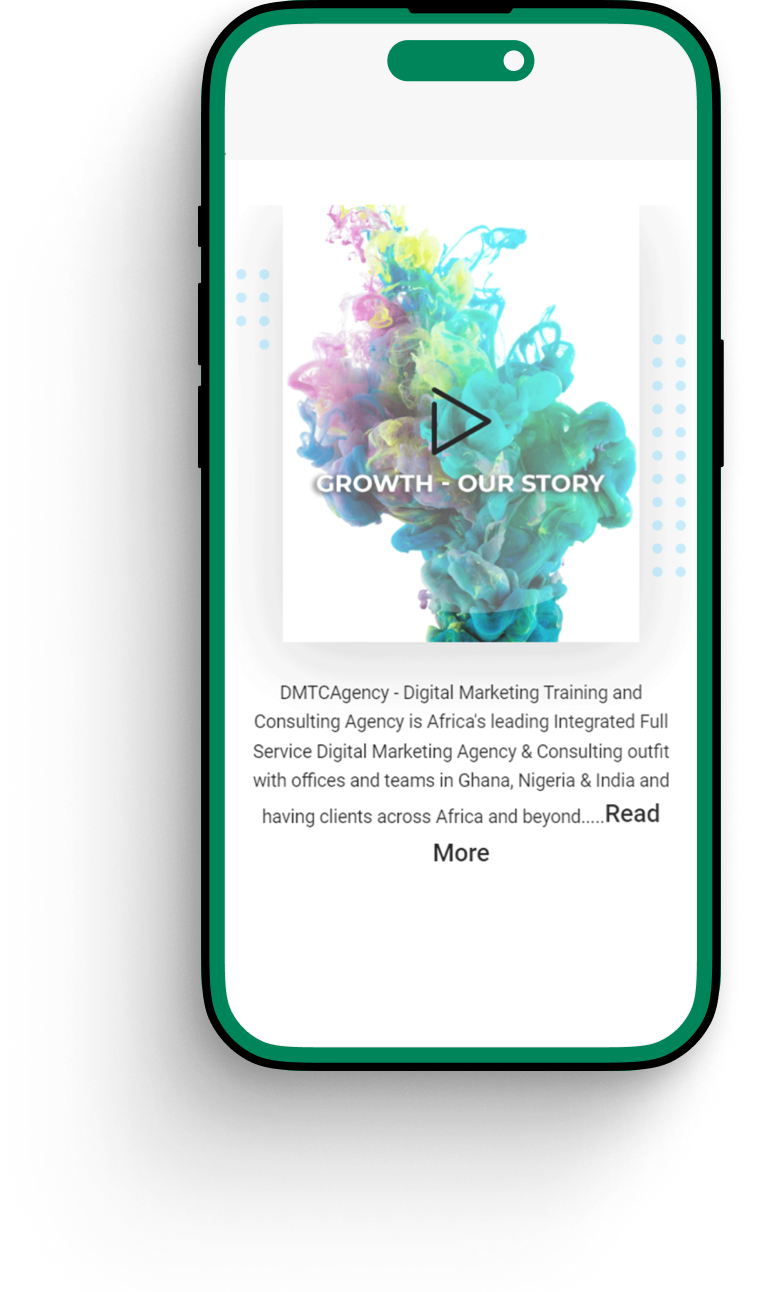 GROWTH - OUR STORY
DMTCAgency - Digital Marketing Training and
Consulting Agency is Africa's leading Integrated Full
Service Digital Marketing Agency & Consulting outfit
with offices and teams in Ghana, Nigeria & India and
having clients across Africa and beyond.....Read
More